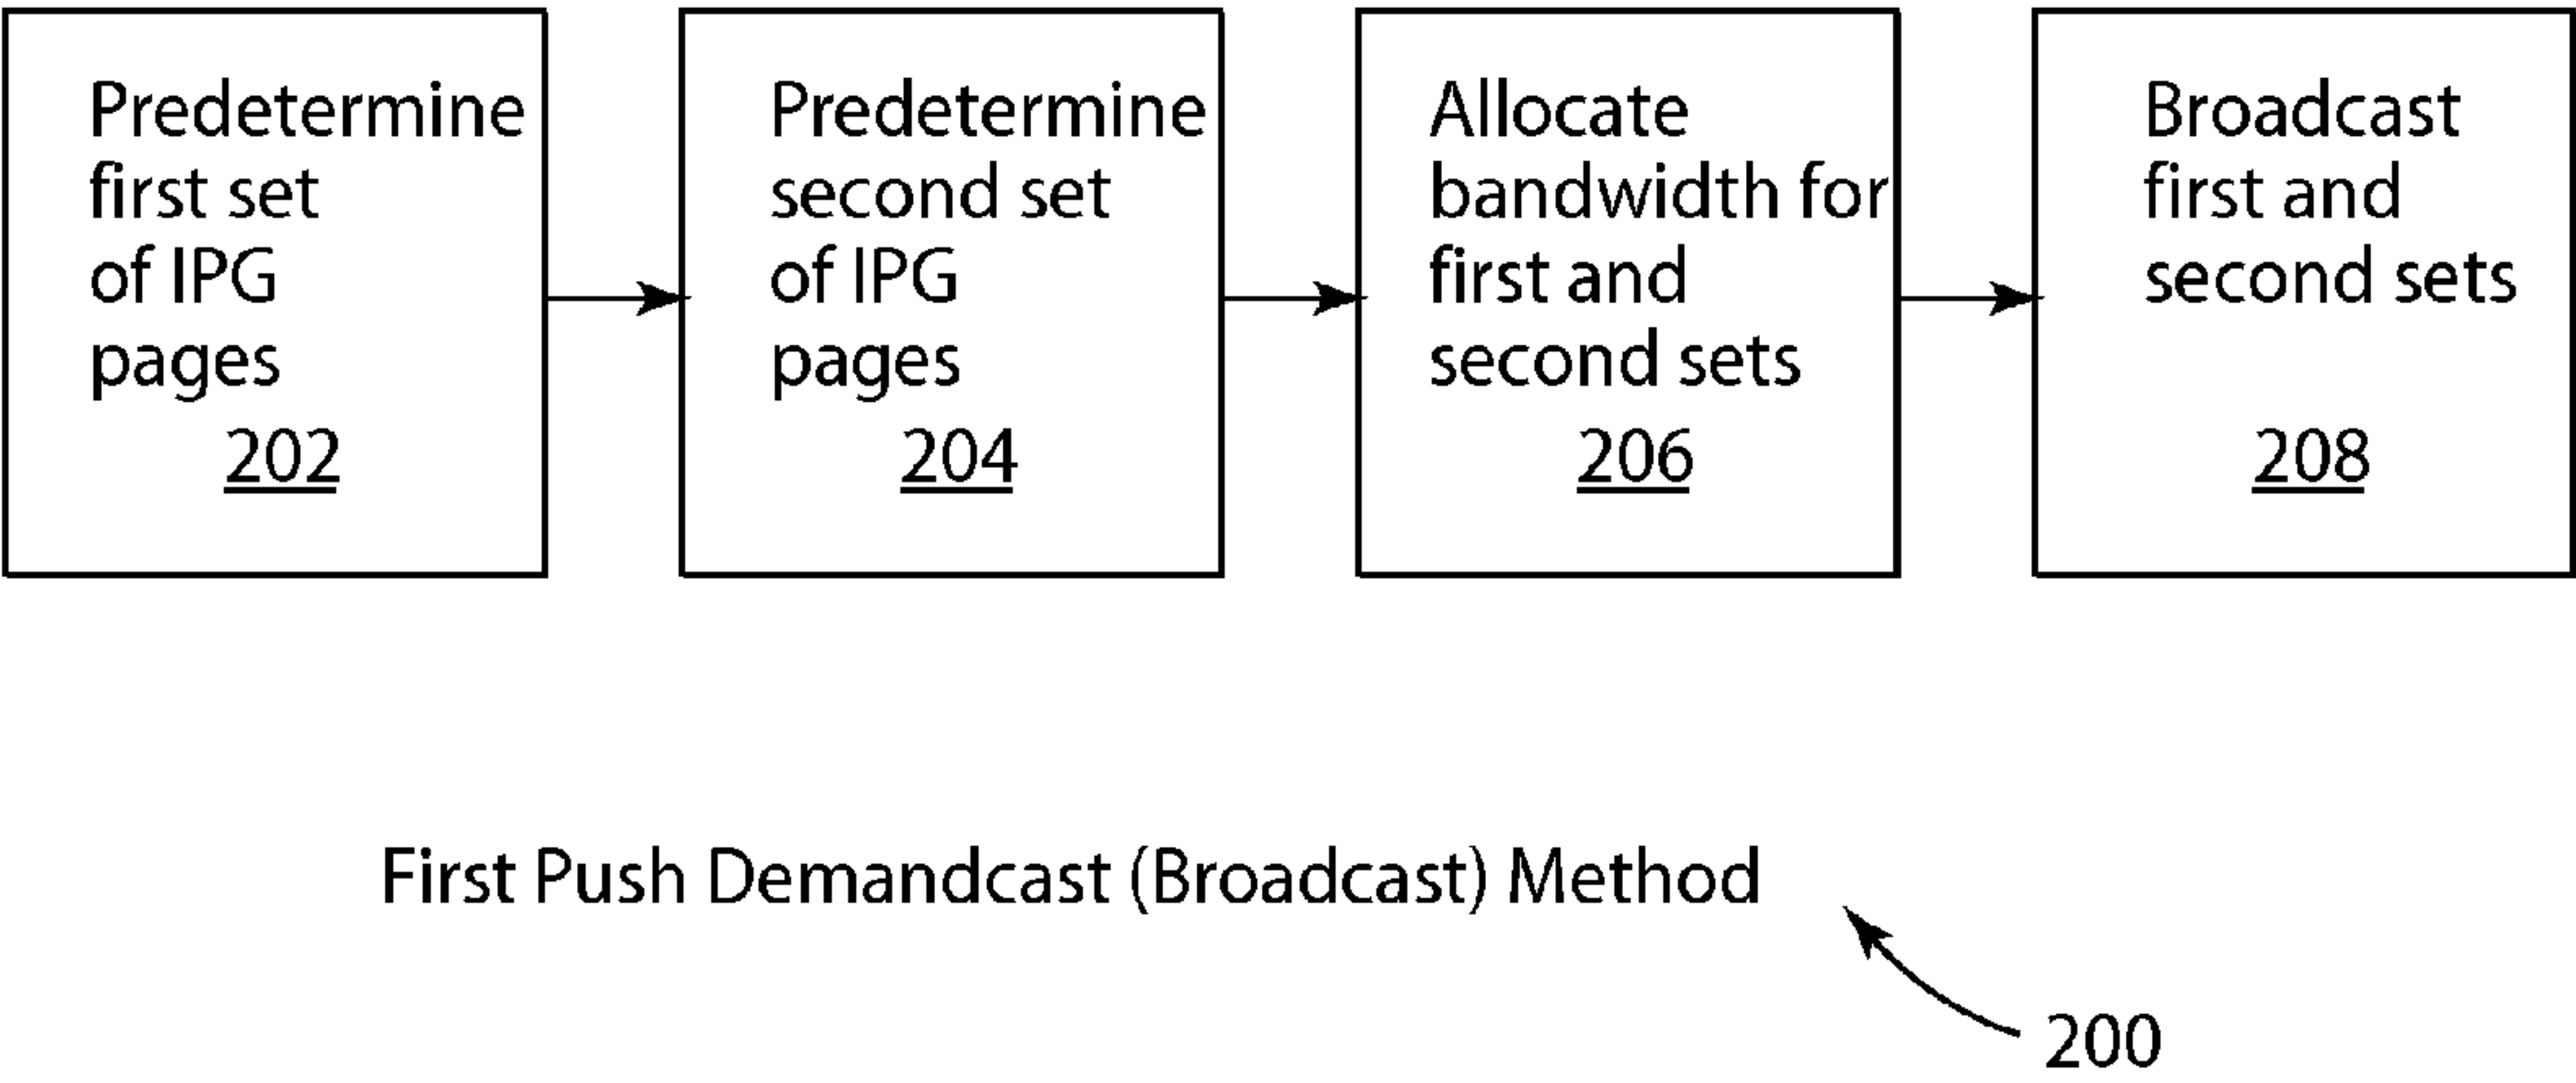 Predetermine
first set
of IPG
pages
202
Predetermine
second set
of IPG
pages
204
Allocate
bandwidth for
first and
second sets
206
Broadcast
first and
second sets
208
First Push Demandcast (Broadcast) Method
200